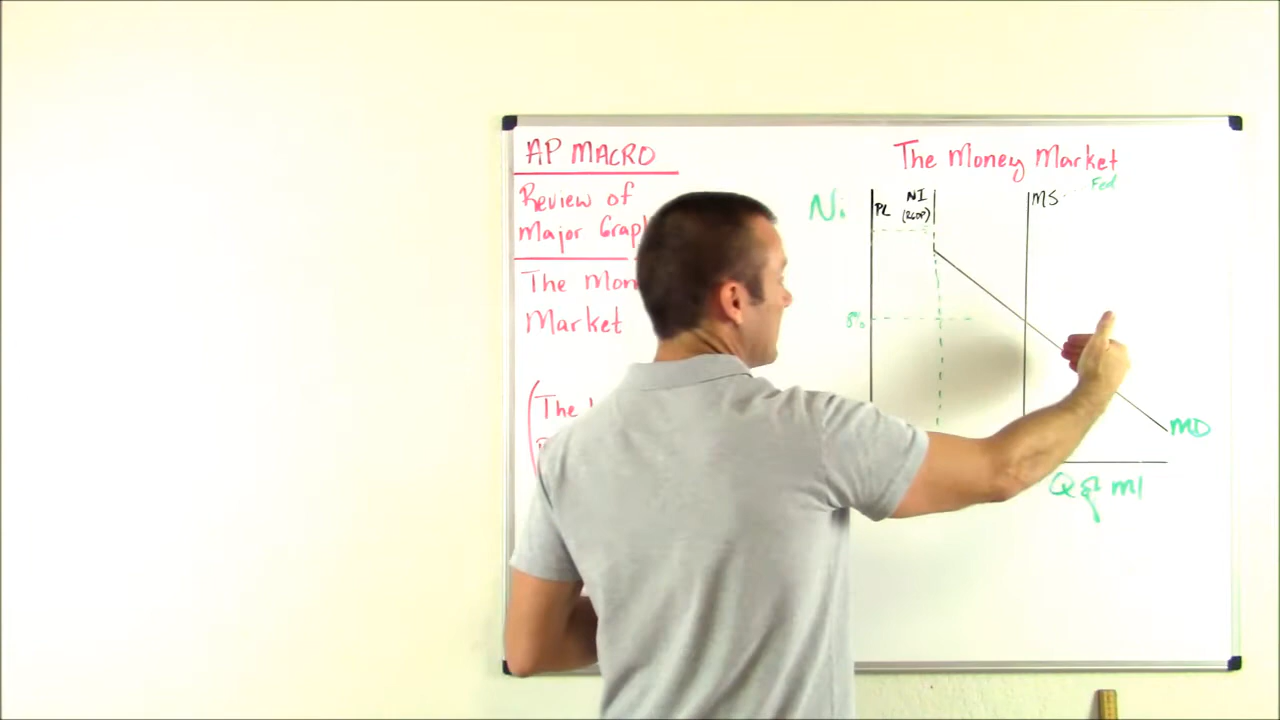 AP MACRO
Review of
Major Grap
The Mon
Market
(The
The Money Market
Fed
Ni
PL
NI
MS
8%
MD
Q of M1